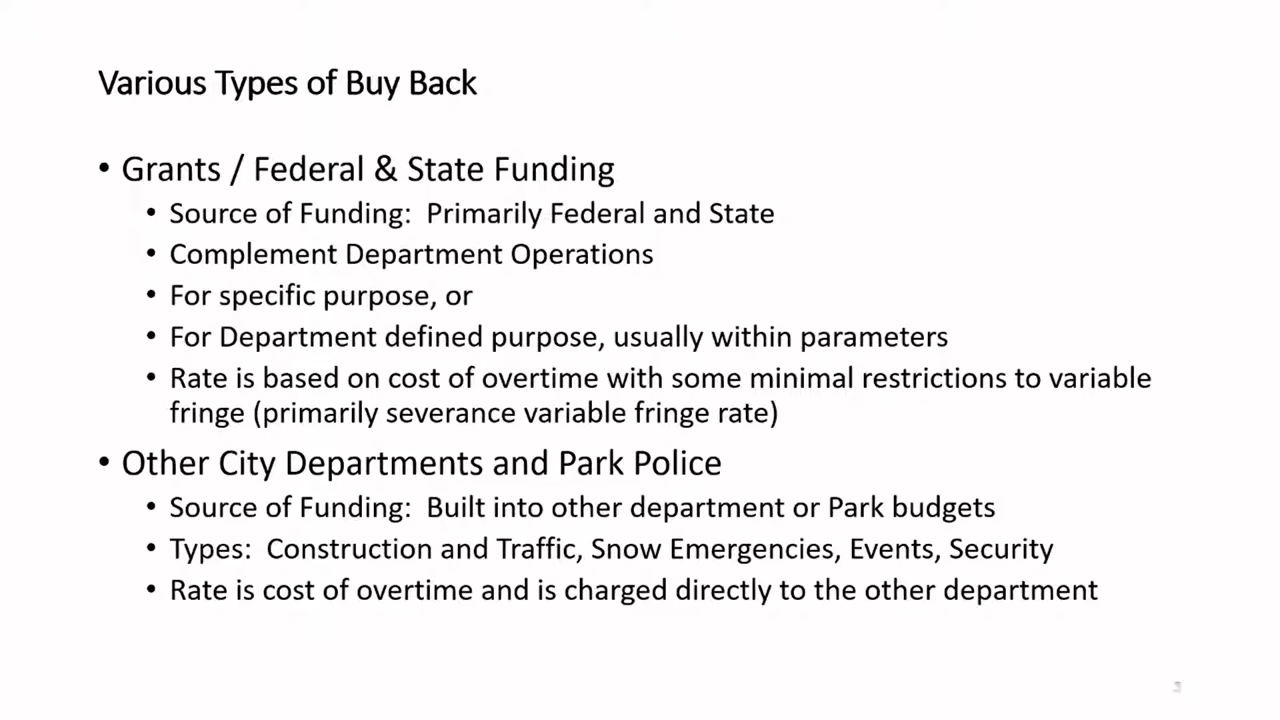 Various Types of Buy Back
• Grants / Federal & State Funding
• Source of Funding:  Primarily Federal and State
• Complement Department Operations
• For specific purpose, or
• For Department defined purpose, usually within parameters
• Rate is based on cost of overtime with some minimal restrictions to variable
fringe (primarily severance variable fringe rate)
• Other City Departments and Park Police
• Source of Funding:  Built into other department or Park budgets
• Types:  Construction and Traffic, Snow Emergencies, Events, Security
• Rate is cost of overtime and is charged directly to the other department
3